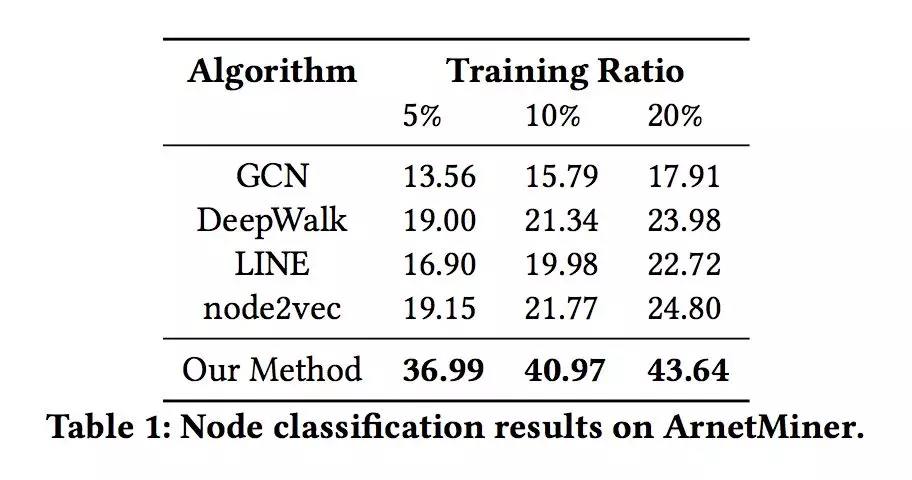 Algorithm Training Ratio
5% 10% 20%
GCN 13.56 15.79 17.91
DeepWalk 19.00 21.34 23.98
LINE 16.90 19.98 22.72
node2vec 19.15 21.77 24.80
Our Method 36.99 40.97 43.64
Table 1: Node classification results on ArnetMiner.